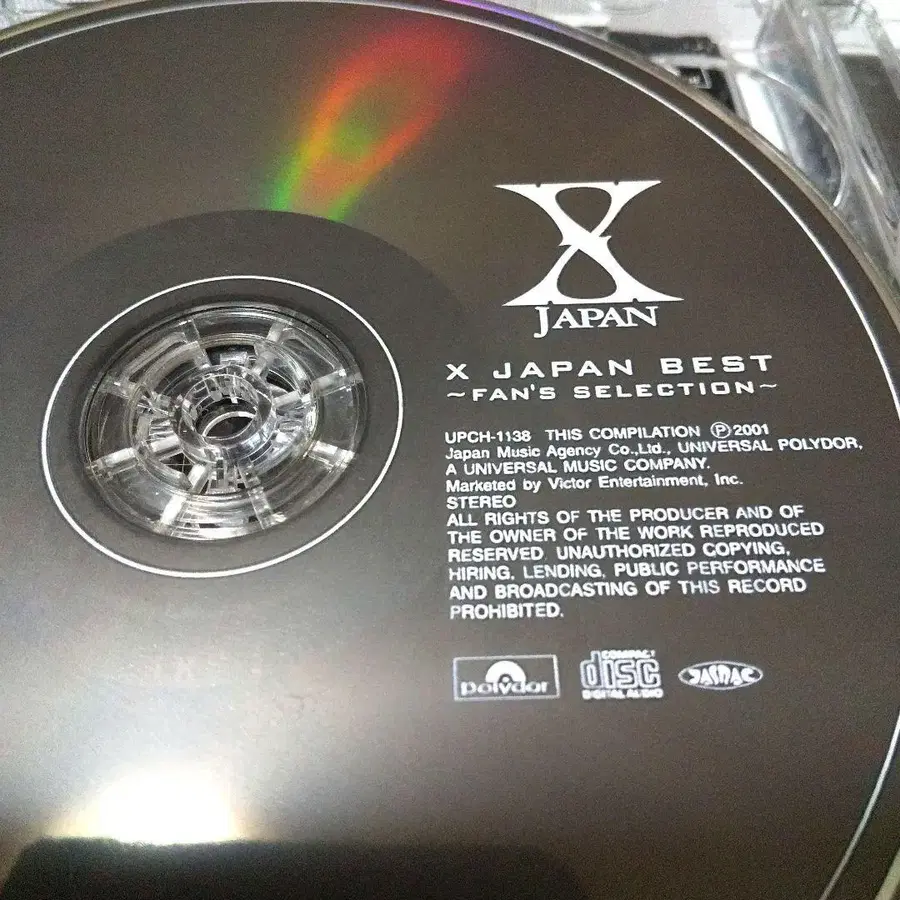 X
JAPAN
X JAPAN BEST
~FAN'S SELECTION~
UPCH-1138 THIS COMPILATION Ⓟ2001
Japan Music Agency Co.,Ltd., UNIVERSAL POLYDOR,
A UNIVERSAL MUSIC COMPANY.
Marketed by Victor Entertainment, Inc.
STEREO
ALL RIGHTS OF THE PRODUCER AND OF
THE OWNER OF THE WORK REPRODUCED
RESERVED. UNAUTHORIZED COPYING,
HIRING, LENDING, PUBLIC PERFORMANCE
AND BROADCASTING OF THIS RECORD
PROHIBITED.
polydor
COMPACT
disc
DIGITAL AUDIO
JASRAC